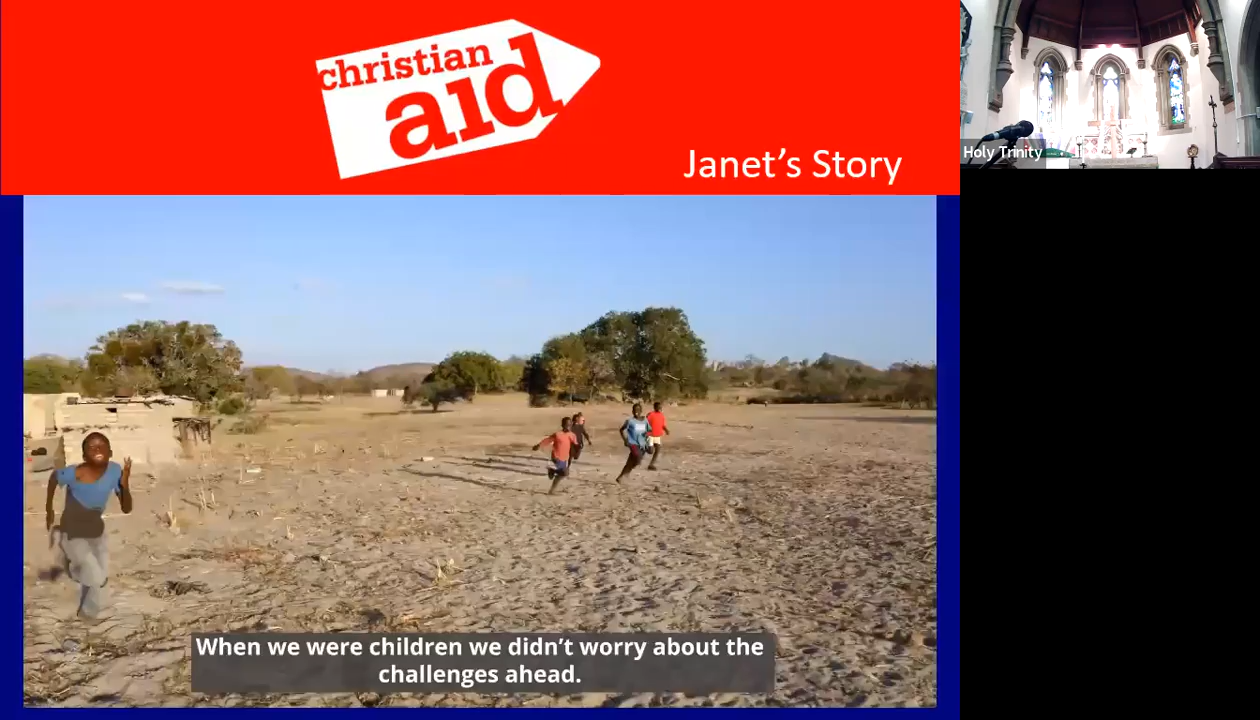 christian
aid
Janet’s Story
Holy Trinity
When we were children we didn’t worry about the
challenges ahead.